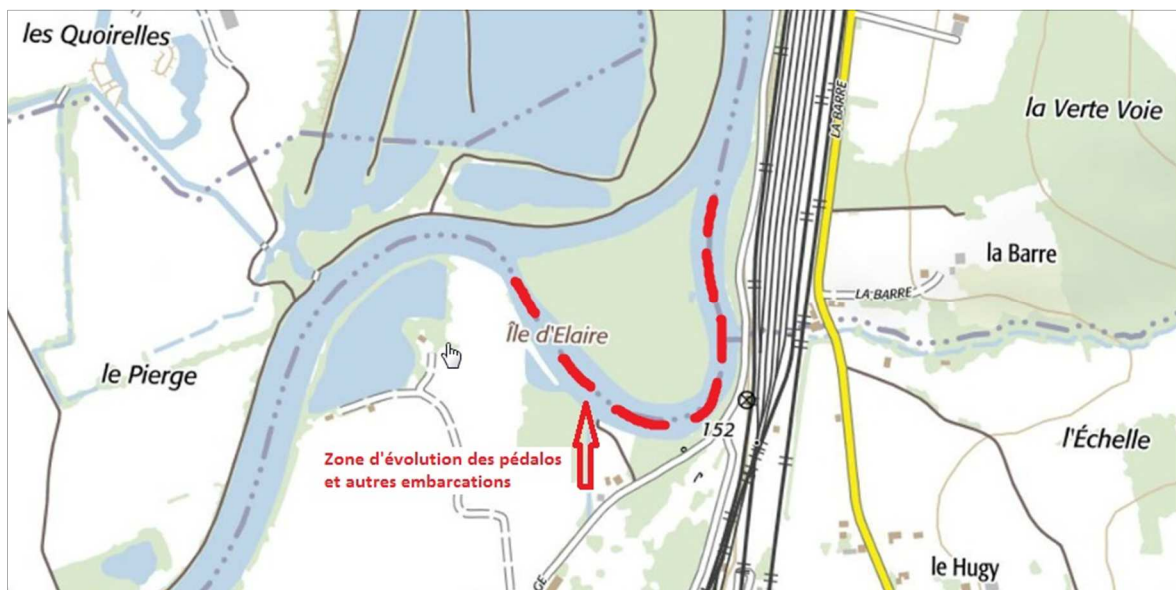 les Quoirelles
la Verte Voie
LA BARRE
la Barre
LA BARRE
Île d'Elaire
le Pierge
152
l'Échelle
Zone d'évolution des pédalos
et autres embarcations
le Hugy
GE